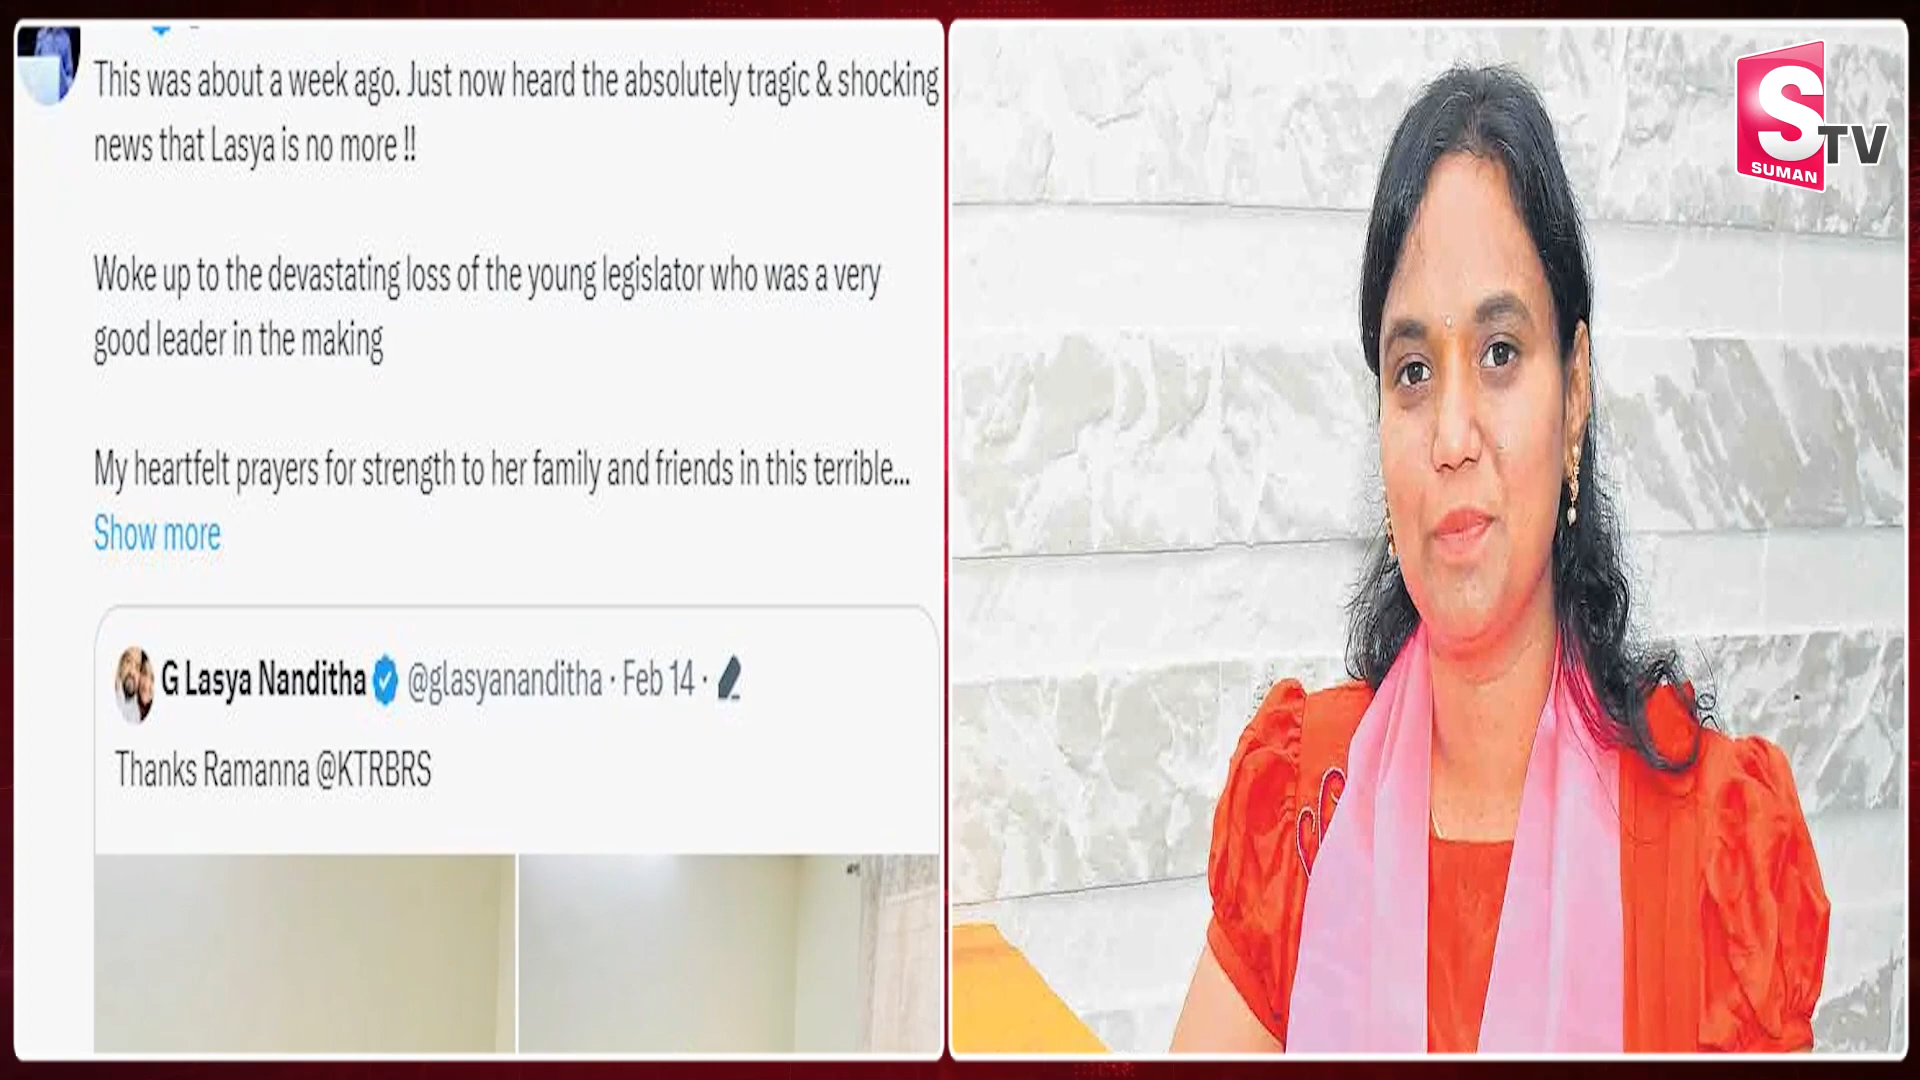 This was about a week ago. Just now heard the absolutely tragic & shocking
news that Lasya is no more !!
Woke up to the devastating loss of the young legislator who was a very
good leader in the making
My heartfelt prayers for strength to her family and friends in this terrible...
Show more
G Lasya Nanditha @glasyananditha · Feb 14 ·
Thanks Ramanna @KTRBRS
S TV
SUMAN